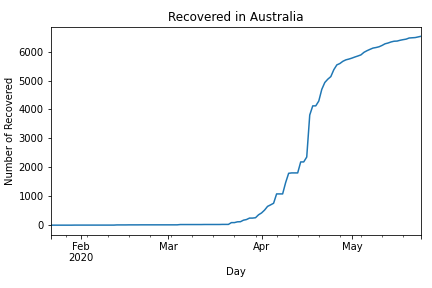 Recovered in Australia
Number of Recovered
6000
5000
4000
3000
2000
1000
0
Feb
2020
Mar
Apr
May
Day